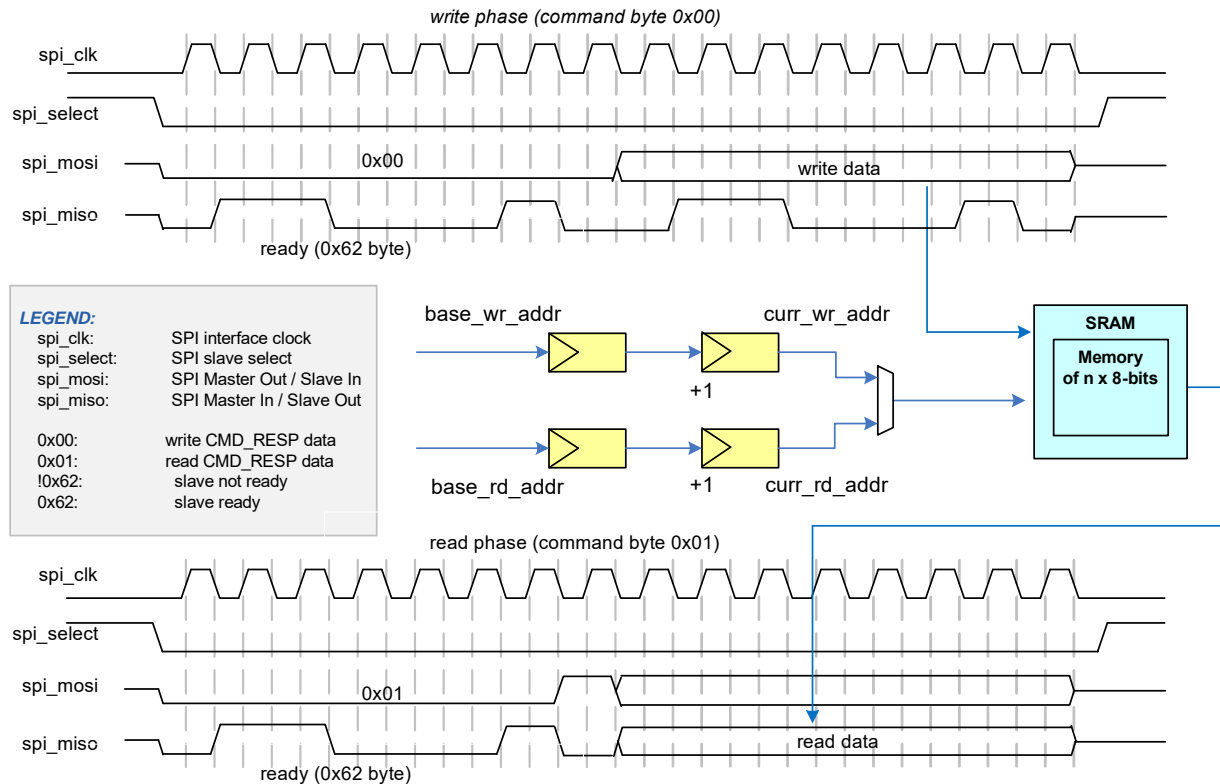 write phase (command byte 0x00)
spi_clk
spi_select
spi_mosi
0x00
write data
spi_miso
ready (0x62 byte)
LEGEND:
spi_clk: SPI interface clock
spi_select: SPI slave select
spi_mosi: SPI Master Out / Slave In
spi_miso: SPI Master In / Slave Out
0x00: write CMD_RESP data
0x01: read CMD_RESP data
!0x62: slave not ready
0x62: slave ready
base_wr_addr
curr_wr_addr
+1
SRAM
Memory
of n x 8-bits
base_rd_addr
+1
curr_rd_addr
read phase (command byte 0x01)
spi_clk
spi_select
spi_mosi
0x01
spi_miso
read data
ready (0x62 byte)